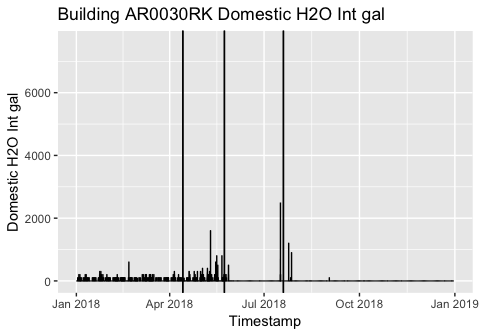 Building AR0030RK Domestic H2O Int gal
Domestic H2O Int gal
6000
4000
2000
0
Jan 2018
Apr 2018
Jul 2018
Oct 2018
Jan 2019
Timestamp